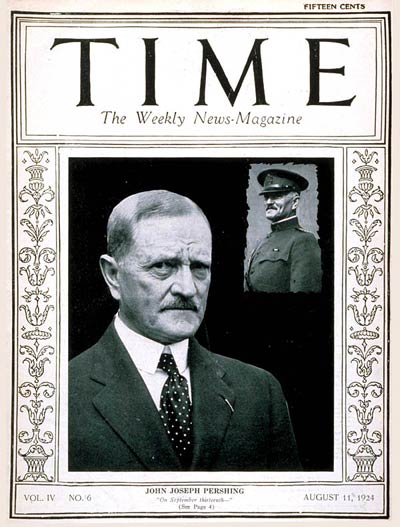 FIFTEEN CENTS
TIME
The Weekly News-Magazine
JOHN JOSEPH PERSHING
"On September thirteenth—"
(See Page 4)
VOL. IV NO. 6 AUGUST 11, 1924